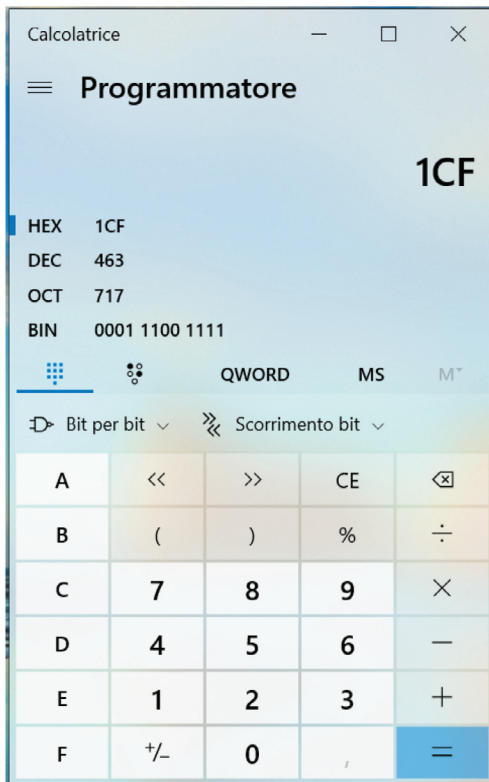 Calcolatrice
Programmatore
1CF
HEX 1CF
DEC 463
OCT 717
BIN 0001 1100 1111
QWORD MS M
Bit per bit Scorrimento bit
A << >> CE
B ( ) % ÷
C 7 8 9 ×
D 4 5 6 −
E 1 2 3 +
F +/− 0 , =